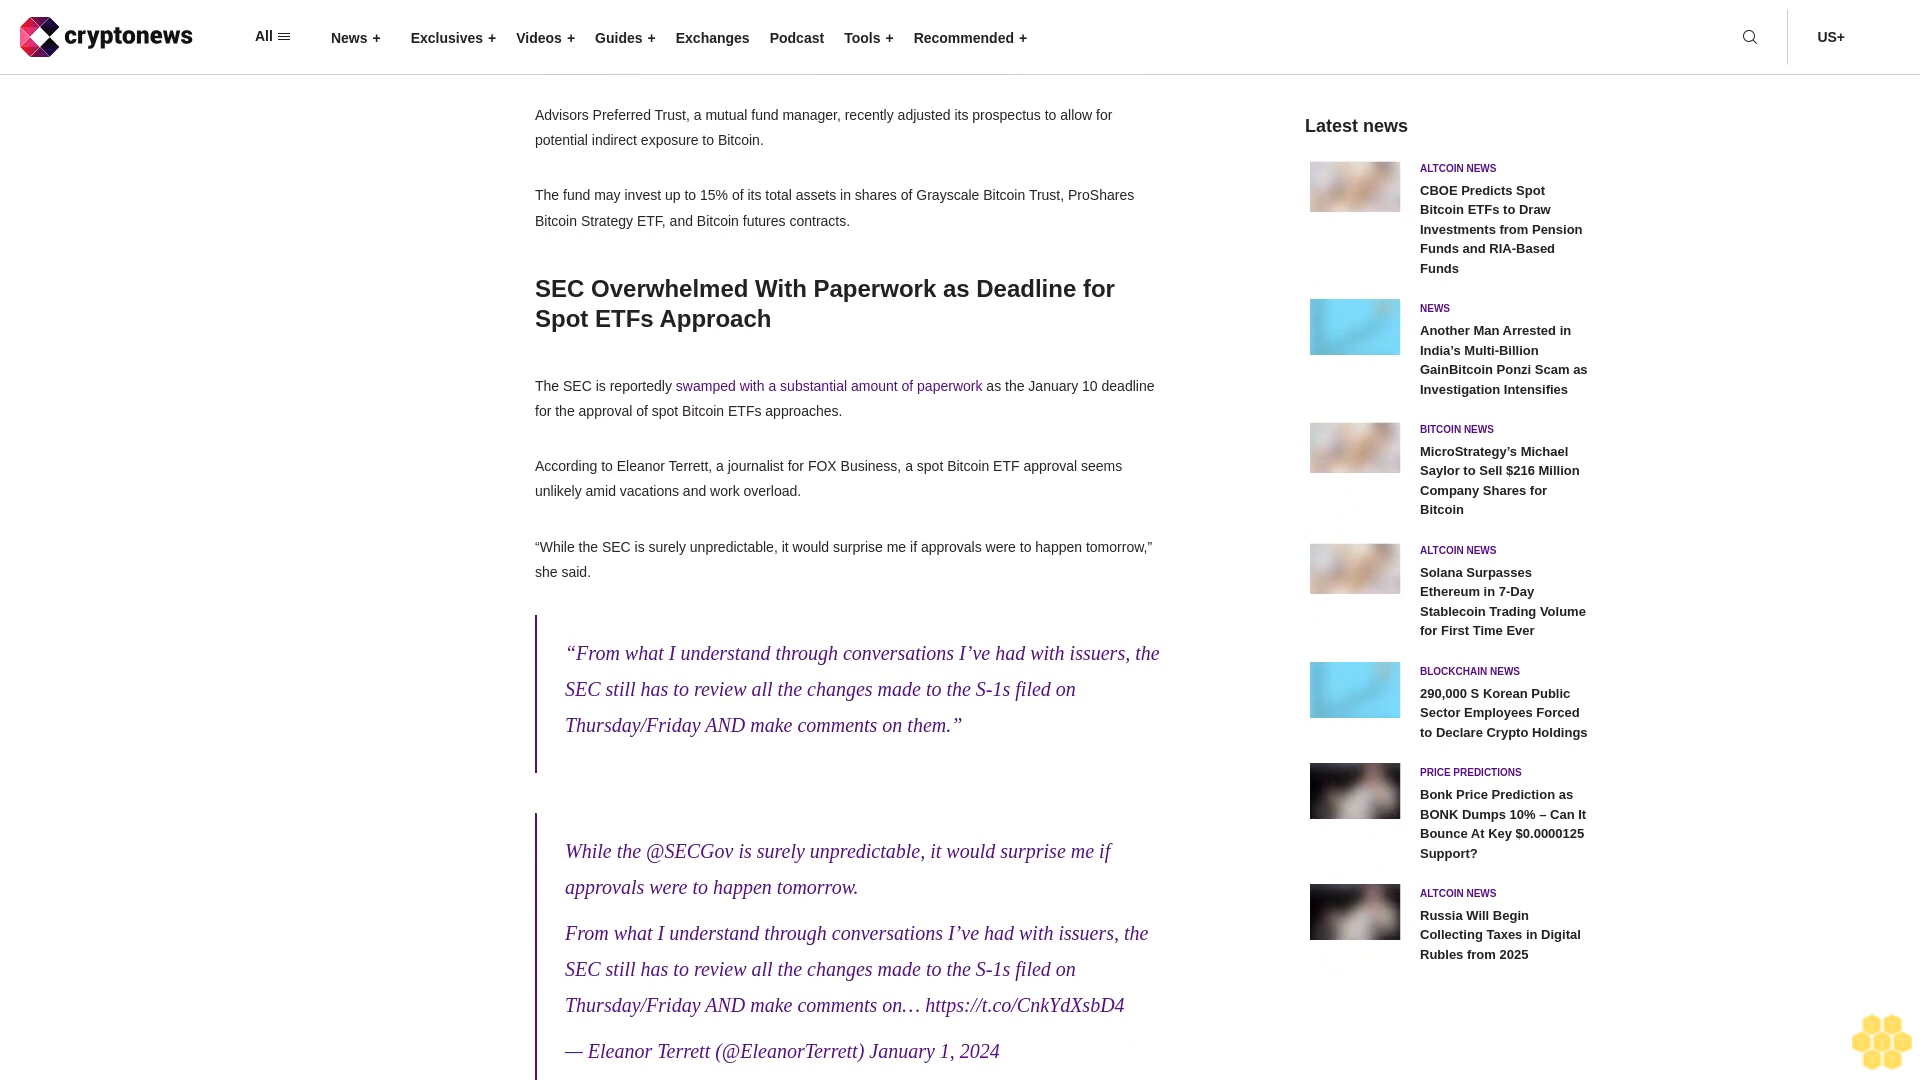 cryptonews
All
News +
Exclusives +
Videos +
Guides +
Exchanges
Podcast
Tools +
Recommended +
US+
Advisors Preferred Trust, a mutual fund manager, recently adjusted its prospectus to allow for
potential indirect exposure to Bitcoin.
The fund may invest up to 15% of its total assets in shares of Grayscale Bitcoin Trust, ProShares
Bitcoin Strategy ETF, and Bitcoin futures contracts.
SEC Overwhelmed With Paperwork as Deadline for
Spot ETFs Approach
The SEC is reportedly swamped with a substantial amount of paperwork as the January 10 deadline
for the approval of spot Bitcoin ETFs approaches.
According to Eleanor Terrett, a journalist for FOX Business, a spot Bitcoin ETF approval seems
unlikely amid vacations and work overload.
“While the SEC is surely unpredictable, it would surprise me if approvals were to happen tomorrow,”
she said.
“From what I understand through conversations I’ve had with issuers, the
SEC still has to review all the changes made to the S-1s filed on
Thursday/Friday AND make comments on them.”
While the @SECGov is surely unpredictable, it would surprise me if
approvals were to happen tomorrow.
From what I understand through conversations I’ve had with issuers, the
SEC still has to review all the changes made to the S-1s filed on
Thursday/Friday AND make comments on… https://t.co/CnkYdXsbD4
— Eleanor Terrett (@EleanorTerrett) January 1, 2024
Latest news
ALTCOIN NEWS
CBOE Predicts Spot
Bitcoin ETFs to Draw
Investments from Pension
Funds and RIA-Based
Funds
NEWS
Another Man Arrested in
India’s Multi-Billion
GainBitcoin Ponzi Scam as
Investigation Intensifies
BITCOIN NEWS
MicroStrategy’s Michael
Saylor to Sell $216 Million
Company Shares for
Bitcoin
ALTCOIN NEWS
Solana Surpasses
Ethereum in 7-Day
Stablecoin Trading Volume
for First Time Ever
BLOCKCHAIN NEWS
290,000 S Korean Public
Sector Employees Forced
to Declare Crypto Holdings
PRICE PREDICTIONS
Bonk Price Prediction as
BONK Dumps 10% – Can It
Bounce At Key $0.0000125
Support?
ALTCOIN NEWS
Russia Will Begin
Collecting Taxes in Digital
Rubles from 2025